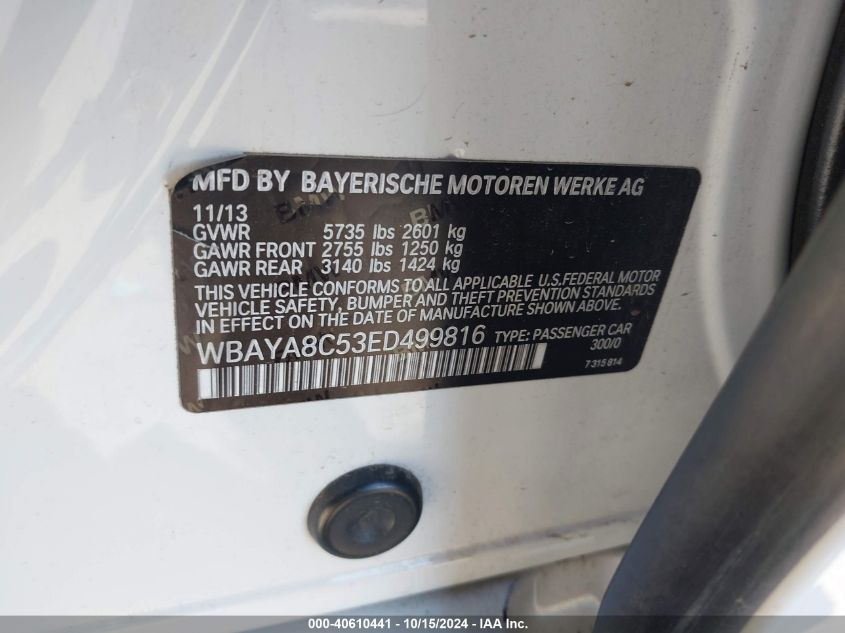 MFD BY BAYERISCHE MOTOREN WERKE AG
11/13
GVWR 5735 lbs 2601 kg
GAWR FRONT 2755 lbs 1250 kg
GAWR REAR 3140 lbs 1424 kg
THIS VEHICLE CONFORMS TO ALL APPLICABLE U.S.FEDERAL MOTOR
VEHICLE SAFETY, BUMPER AND THEFT PREVENTION STANDARDS
IN EFFECT ON THE DATE OF MANUFACTURE SHOWN ABOVE.
WBAYA8C53ED499816 TYPE: PASSENGER CAR
300/0
7315814
000-40610441 - 10/15/2024 - IAA Inc.